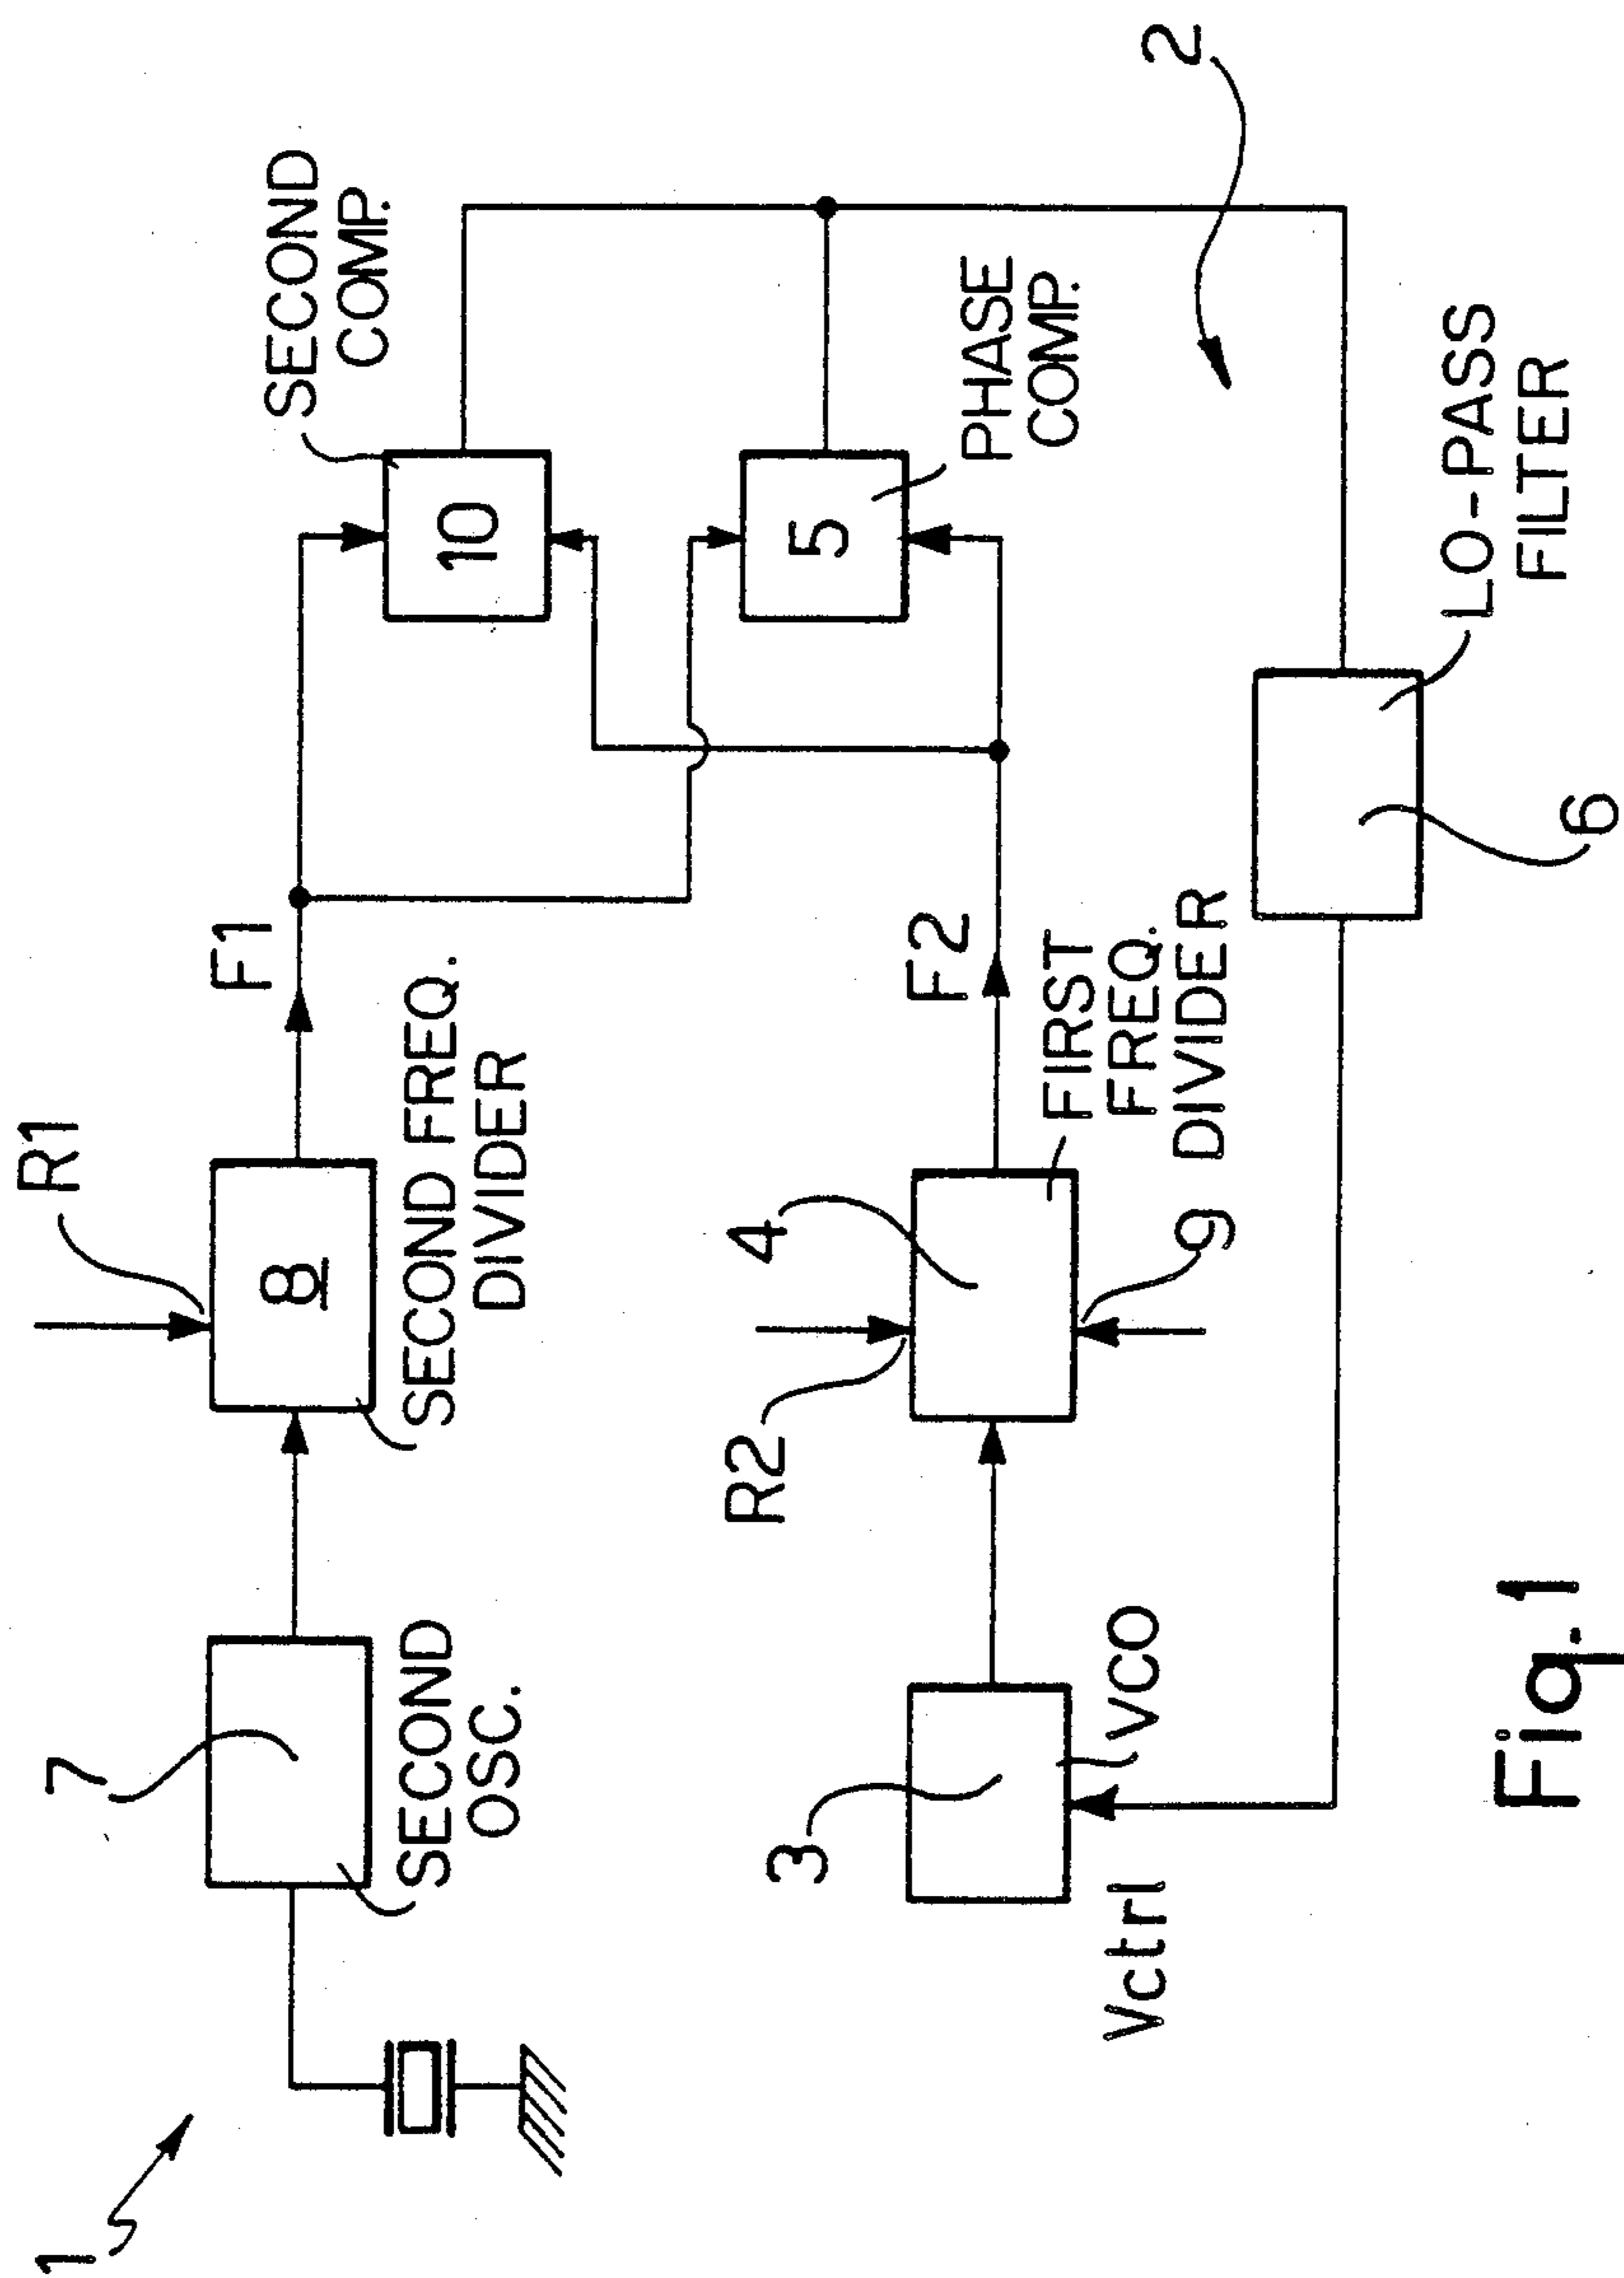 1
7
SECOND
OSC.
R1
8
SECOND FREQ.
DIVIDER
F1
SECOND
COMP.
10
2
3
VCO
Vctrl
R2
4
9
FIRST
FREQ.
DIVIDER
F2
5
PHASE
COMP.
6
LO-PASS
FILTER
Fig. 1